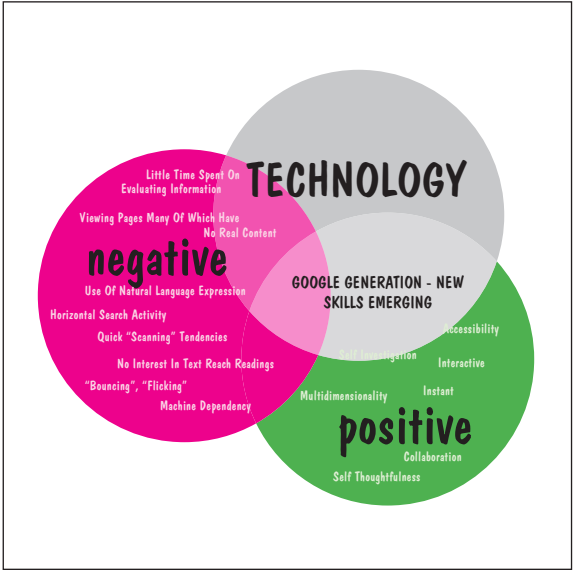 TECHNOLOGY
Little Time Spent On
Evaluating Information
Viewing Pages Many Of Which Have
No Real Content
negative
Use Of Natural Language Expression
Horizontal Search Activity
Quick “Scanning” Tendencies
No Interest In Text Reach Readings
“Bouncing”, “Flicking”
Machine Dependency
GOOGLE GENERATION - NEW
SKILLS EMERGING
Accessibility
Self Investigation
Interactive
Instant
Multidimensionality
positive
Collaboration
Self Thoughtfulness